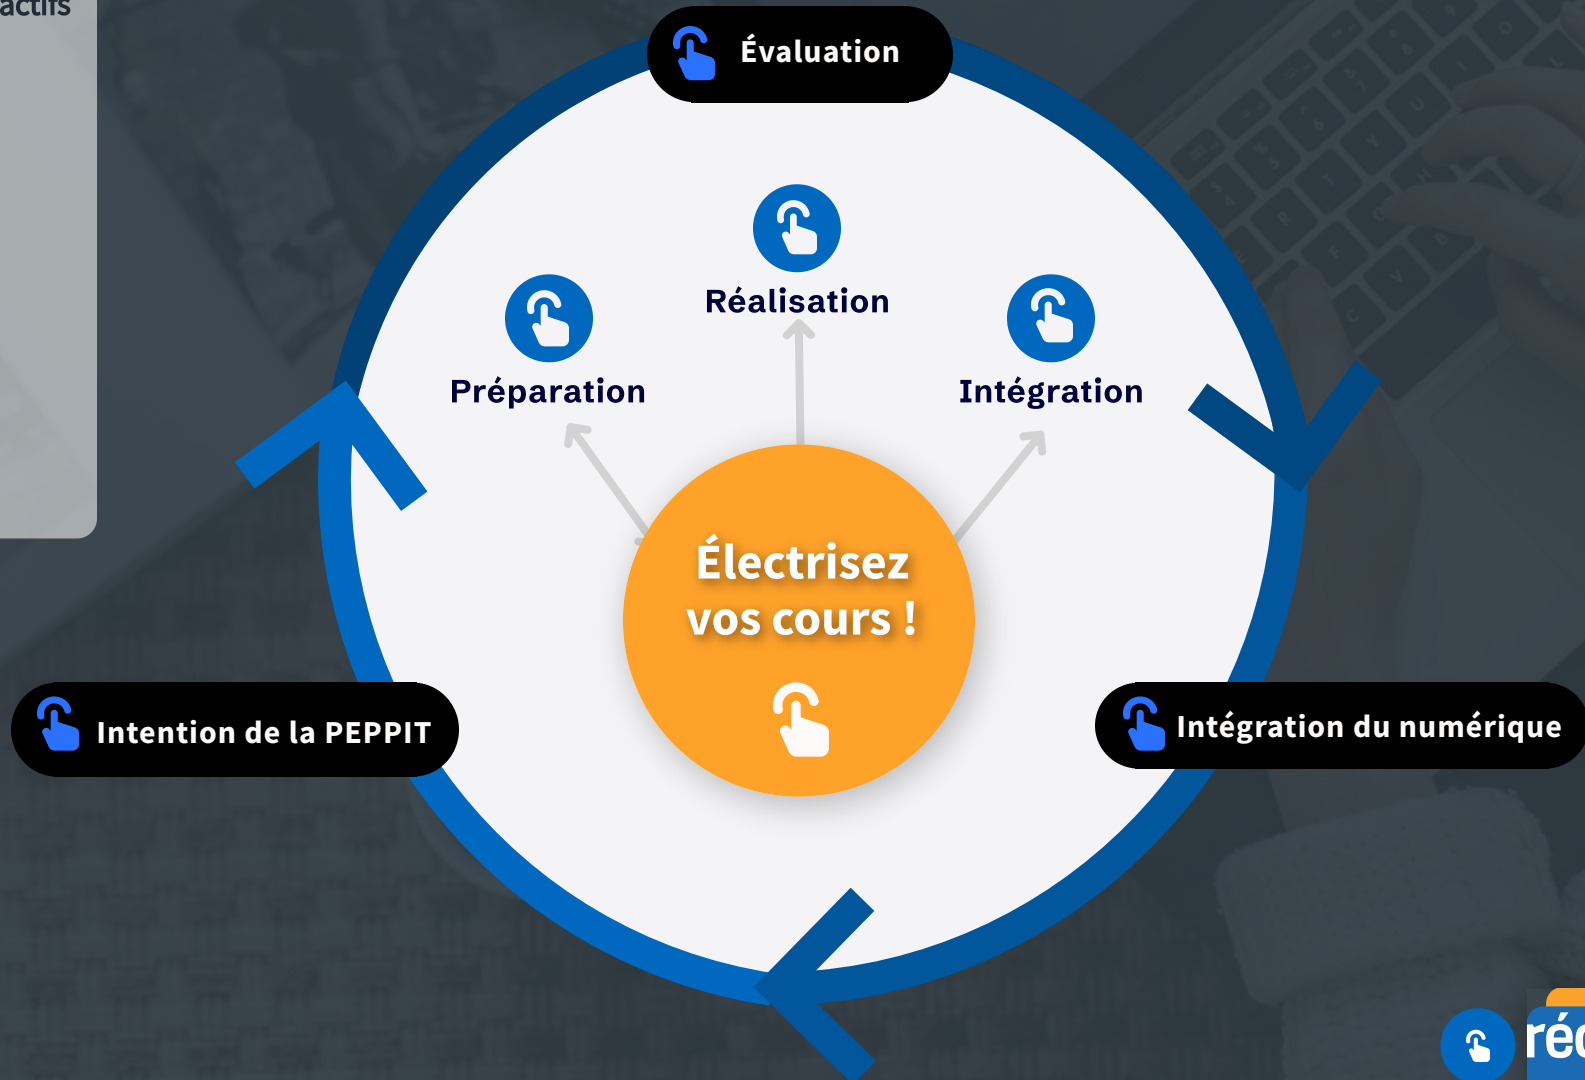 Évaluation
Réalisation
Préparation
Intégration
Électrisez
vos cours !
Intention de la PEPPIT
Intégration du numérique